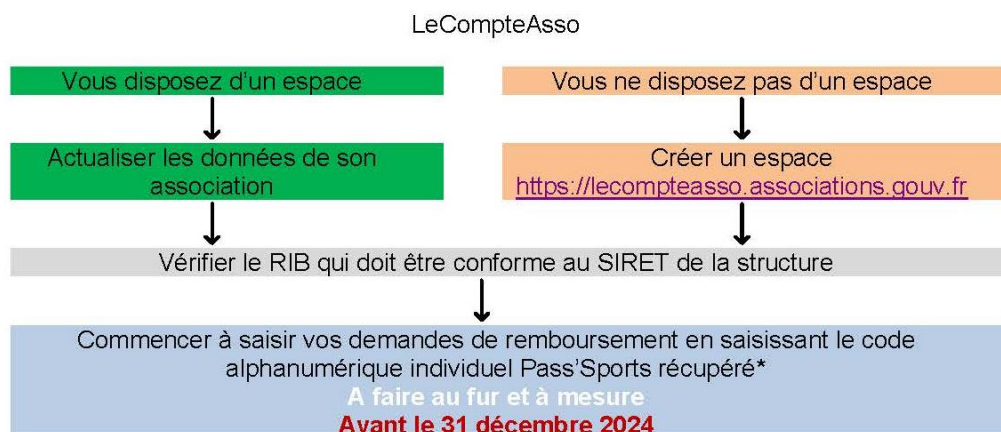 LeCompteAsso
Vous disposez d'un espace
Vous ne disposez pas d'un espace
Actualiser les données de son
association
Créer un espace
https://lecompteasso.associations.gouv.fr
Vérifier le RIB qui doit être conforme au SIRET de la structure
Commencer à saisir vos demandes de remboursement en saisissant le code
alphanumérique individuel Pass'Sports récupéré*
A faire au fur et à mesure
Avant le 31 décembre 2024